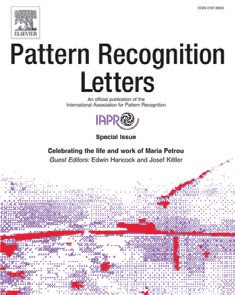 ELSEVIER
Pattern Recognition
Letters
An official publication of the
International Association for Pattern Recognition
IAPR
Special Issue
Celebrating the life and work of Maria Petrou
Guest Editors: Edwin Hancock and Josef Kittler